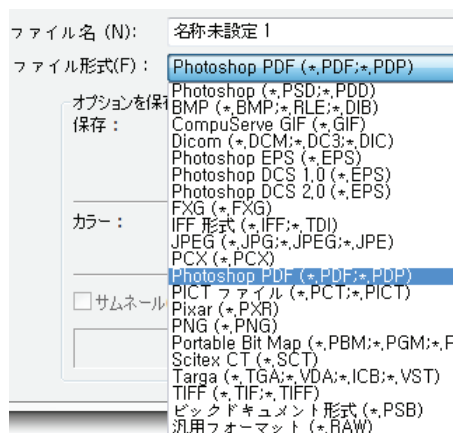 ファイル名 (N): 名称未設定 1
ファイル形式(F) : Photoshop PDF (*.PDF;*.PDP)
オプションを保存
保存 :
カラー :
サムネール
Photoshop (*.PSD;*.PDD)
BMP (*.BMP;*.RLE;*.DIB)
CompuServe GIF (*.GIF)
Dicom (*.DCM;*.DC3;*.DIC)
Photoshop EPS (*.EPS)
Photoshop DCS 1.0 (*.EPS)
Photoshop DCS 2.0 (*.EPS)
FXG (*.FXG)
IFF 形式 (*.IFF;*.TDI)
JPEG (*.JPG;*.JPEG;*.JPE)
PCX (*.PCX)
Photoshop PDF (*.PDF;*.PDP)
PICT ファイル (*.PCT;*.PICT)
Pixar (*.PXR)
PNG (*.PNG)
Portable Bit Map (*.PBM;*.PGM;*.P
Scitex CT (*.SCT)
Targa (*.TGA;*.VDA;*.ICB;*.VST)
TIFF (*.TIF;*.TIFF)
ビックドキュメント形式 (*.PSB)
汎用フォーマット (*.RAW)